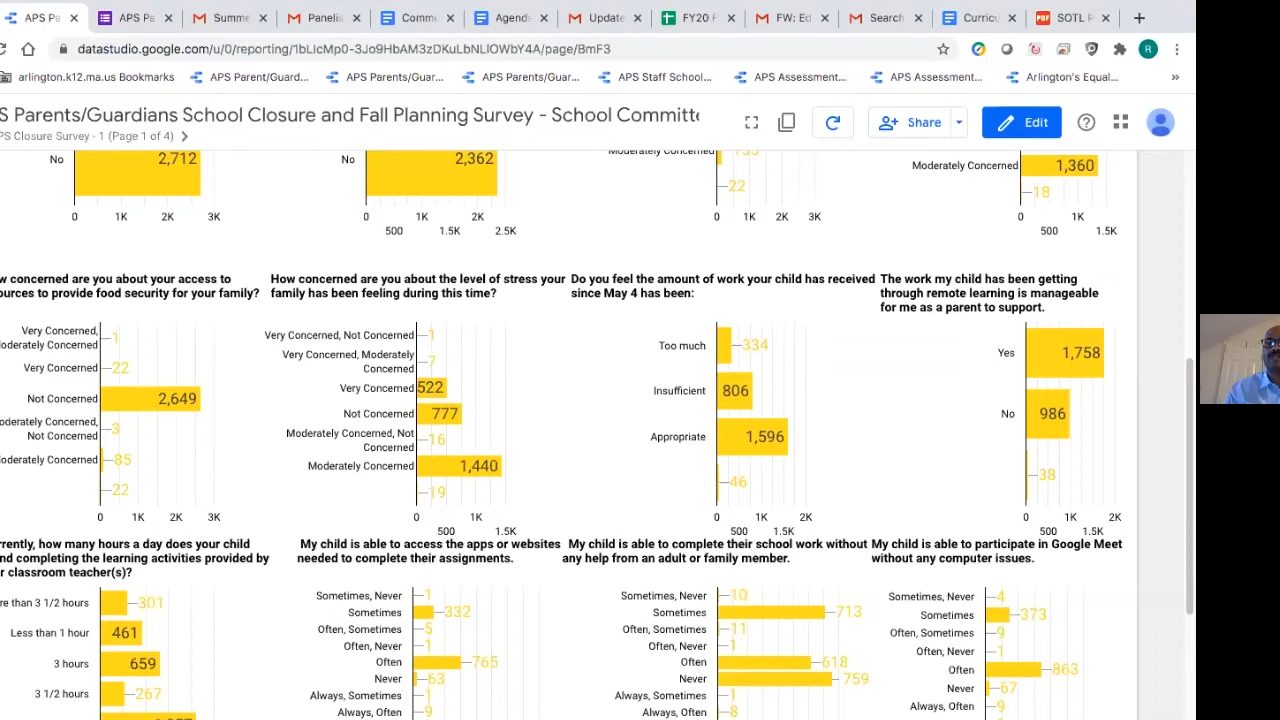 APS Pa
APS Pa
Summe
Panelis
Commu
Agenda
Update
FY20 F
FW: Ed
Search
Curricu
SOTL P
datastudio.google.com/u/0/reporting/1bLIcMp0-3Jo9HbAM3zDKuLbNLIOWbY4A/page/BmF3
R
arlington.k12.ma.us Bookmarks
APS Parent/Guard...
APS Parents/Guar...
APS Parents/Guar...
APS Staff School...
APS Assessment...
APS Assessment...
Arlington's Equal...
S Parents/Guardians School Closure and Fall Planning Survey - School Committe
PS Closure Survey · 1 (Page 1 of 4)
Share
Edit
No
2,712
0 1K 2K 3K
No
2,362
0 1K 2K
500 1.5K 2.5K
Moderately Concerned
22
0 1K 2K 3K
Moderately Concerned
1,360
18
0 1K
500 1.5K
w concerned are you about your access to
ources to provide food security for your family?
Very Concerned,
Moderately Concerned
1
Very Concerned
22
Not Concerned
2,649
oderately Concerned,
Not Concerned
3
oderately Concerned
85
22
0 1K 2K 3K
How concerned are you about the level of stress your
family has been feeling during this time?
Very Concerned, Not Concerned
1
Very Concerned, Moderately
Concerned
7
Very Concerned
522
Not Concerned
777
Moderately Concerned, Not
Concerned
16
Moderately Concerned
1,440
19
0 1K
500 1.5K
Do you feel the amount of work your child has received
since May 4 has been:
Too much
334
Insufficient
806
Appropriate
1,596
46
0 1K 2K
500 1.5K
The work my child has been getting
through remote learning is manageable
for me as a parent to support.
Yes
1,758
No
986
38
0 1K 2K
500 1.5K
rrently, how many hours a day does your child
nd completing the learning activities provided by
r classroom teacher(s)?
re than 3 1/2 hours
301
Less than 1 hour
461
3 hours
659
3 1/2 hours
267
My child is able to access the apps or websites
needed to complete their assignments.
Sometimes, Never
1
Sometimes
332
Often, Sometimes
5
Often, Never
1
Often
765
Never
63
Always, Sometimes
1
Always, Often
9
My child is able to complete their school work without
any help from an adult or family member.
Sometimes, Never
10
Sometimes
713
Often, Sometimes
11
Often, Never
1
Often
618
Never
759
Always, Sometimes
1
Always, Often
8
My child is able to participate in Google Meet
without any computer issues.
Sometimes, Never
4
Sometimes
373
Often, Sometimes
9
Often, Never
1
Often
863
Never
67
Always, Often
9